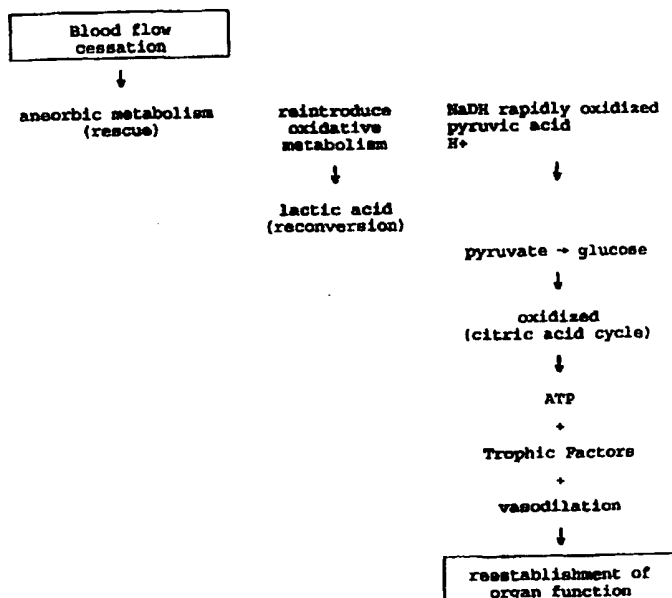 Blood flow
cessation
↓
aneorbic metabolism
(rescue)
reintroduce
oxidative
metabolism
↓
lactic acid
(reconversion)
NaDH rapidly oxidized
pyruvic acid
H+
↓
pyruvate → glucose
↓
oxidized
(citric acid cycle)
↓
ATP
+
Trophic Factors
+
vasodilation
↓
reestablishment of
organ function